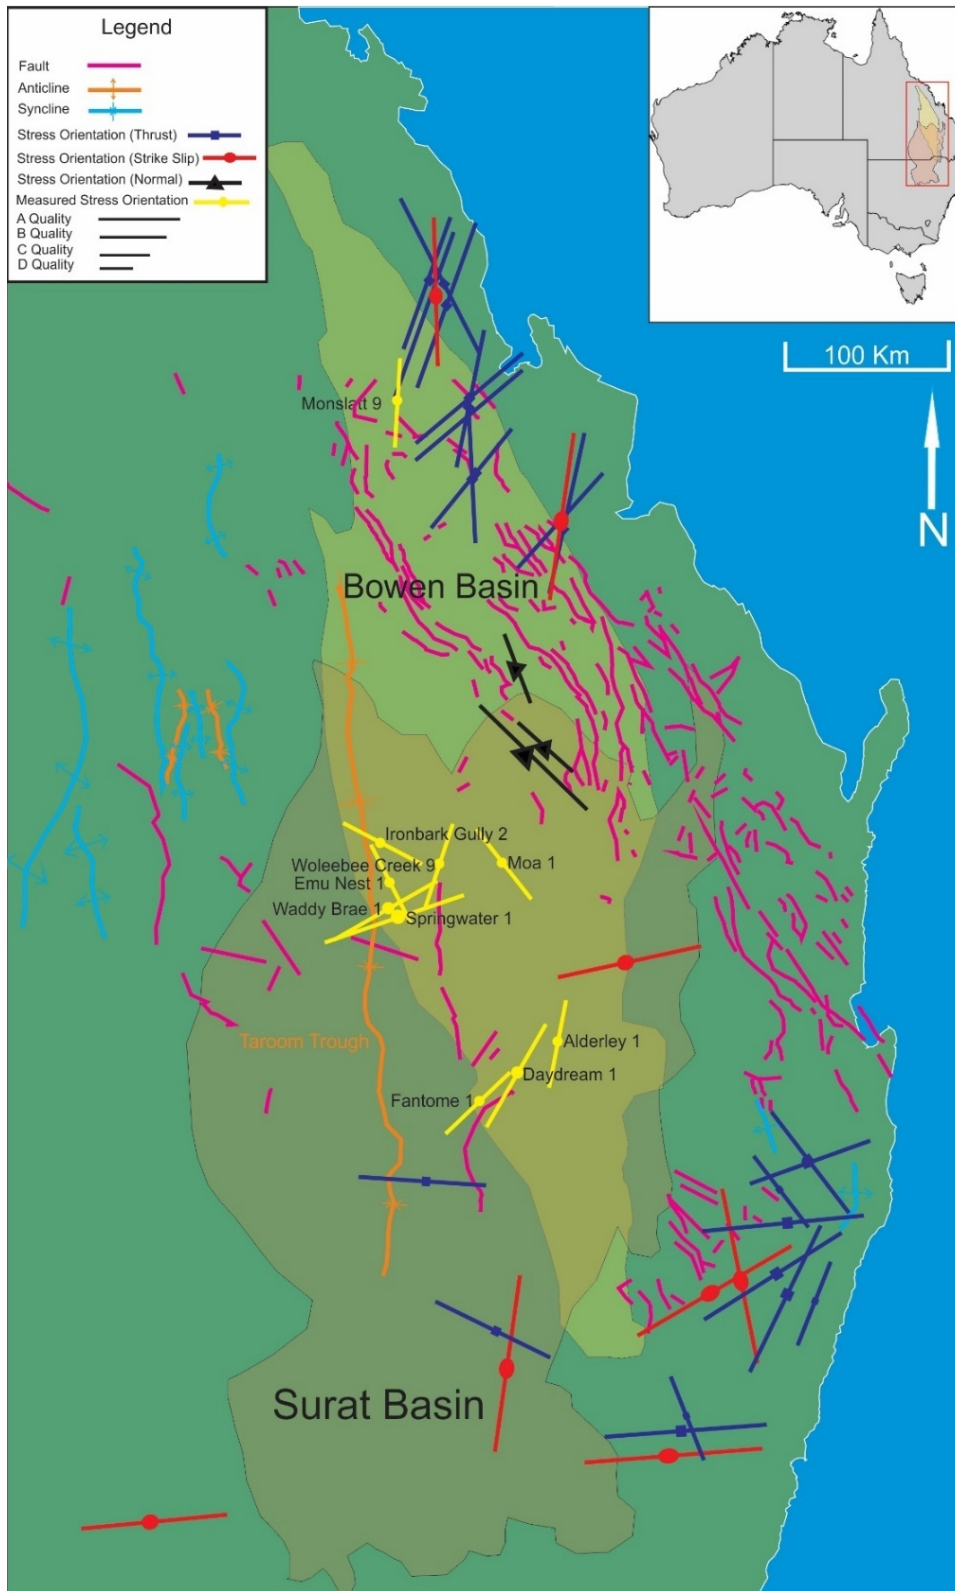 Legend
Fault
Anticline
Syncline
Stress Orientation (Thrust)
Stress Orientation (Strike Slip)
Stress Orientation (Normal)
Measured Stress Orientation
A Quality
B Quality
C Quality
D Quality
100 Km
N
Monslatt 9
Bowen Basin
Ironbark Gully 2
Woleebee Creek 9
Moa 1
Emu Nest 1
Waddy Brae 1
Springwater 1
Taroom Trough
Alderley 1
Daydream 1
Fantome 1
Surat Basin